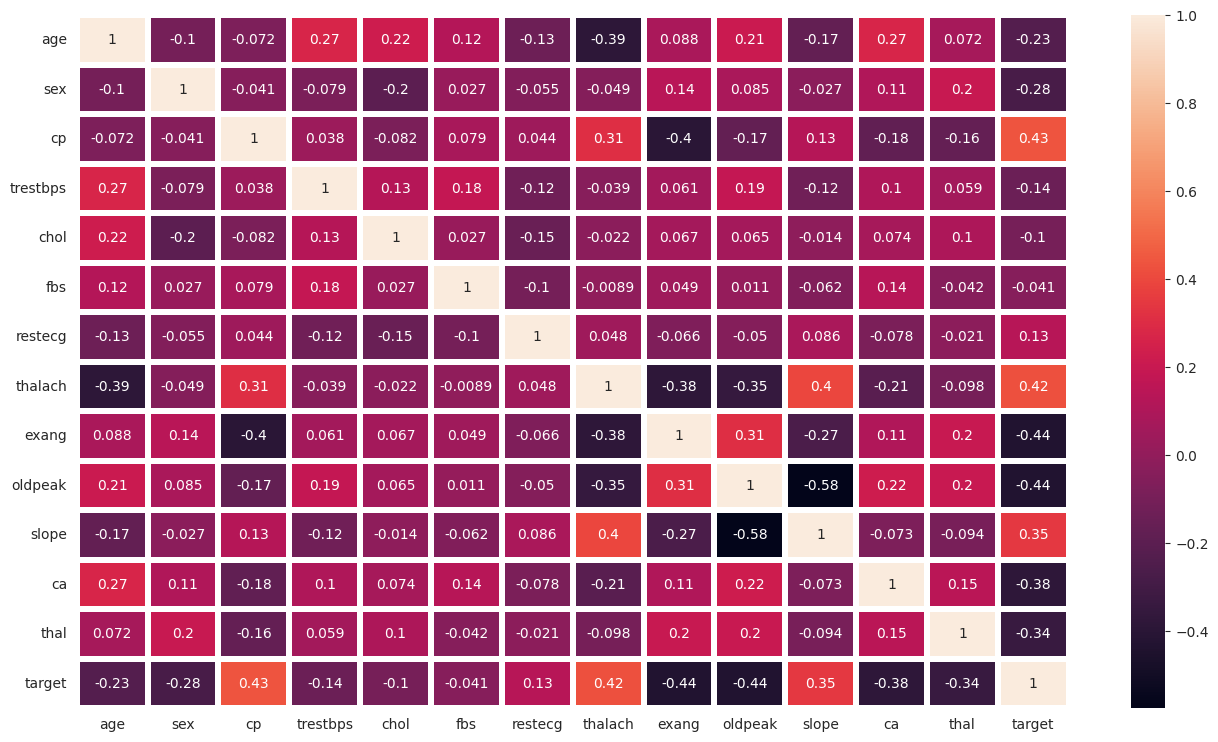 age 1 -0.1 -0.072 0.27 0.22 0.12 -0.13 -0.39 0.088 0.21 -0.17 0.27 0.072 -0.23
sex -0.1 1 -0.041 -0.079 -0.2 0.027 -0.055 -0.049 0.14 0.085 -0.027 0.11 0.2 -0.28
cp -0.072 -0.041 1 0.038 -0.082 0.079 0.044 0.31 -0.4 -0.17 0.13 -0.18 -0.16 0.43
trestbps 0.27 -0.079 0.038 1 0.13 0.18 -0.12 -0.039 0.061 0.19 -0.12 0.1 0.059 -0.14
chol 0.22 -0.2 -0.082 0.13 1 0.027 -0.15 -0.022 0.067 0.065 -0.014 0.074 0.1 -0.1
fbs 0.12 0.027 0.079 0.18 0.027 1 -0.1 -0.0089 0.049 0.011 -0.062 0.14 -0.042 -0.041
restecg -0.13 -0.055 0.044 -0.12 -0.15 -0.1 1 0.048 -0.066 -0.05 0.086 -0.078 -0.021 0.13
thalach -0.39 -0.049 0.31 -0.039 -0.022 -0.0089 0.048 1 -0.38 -0.35 0.4 -0.21 -0.098 0.42
exang 0.088 0.14 -0.4 0.061 0.067 0.049 -0.066 -0.38 1 0.31 -0.27 0.11 0.2 -0.44
oldpeak 0.21 0.085 -0.17 0.19 0.065 0.011 -0.05 -0.35 0.31 1 -0.58 0.22 0.2 -0.44
slope -0.17 -0.027 0.13 -0.12 -0.014 -0.062 0.086 0.4 -0.27 -0.58 1 -0.073 -0.094 0.35
ca 0.27 0.11 -0.18 0.1 0.074 0.14 -0.078 -0.21 0.11 0.22 -0.073 1 0.15 -0.38
thal 0.072 0.2 -0.16 0.059 0.1 -0.042 -0.021 -0.098 0.2 0.2 -0.094 0.15 1 -0.34
target -0.23 -0.28 0.43 -0.14 -0.1 -0.041 0.13 0.42 -0.44 -0.44 0.35 -0.38 -0.34 1
age sex cp trestbps chol fbs restecg thalach exang oldpeak slope ca thal target
1.0
0.8
0.6
0.4
0.2
0.0
−0.2
−0.4